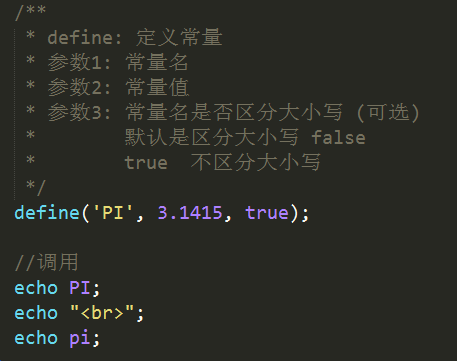 /**
 * define: 定义常量
 * 参数1: 常量名
 * 参数2: 常量值
 * 参数3: 常量名是否区分大小写 (可选)
 *        默认是区分大小写 false
 *        true  不区分大小写
 */
define('PI', 3.1415, true);
//调用
echo PI;
echo "<br>";
echo pi;